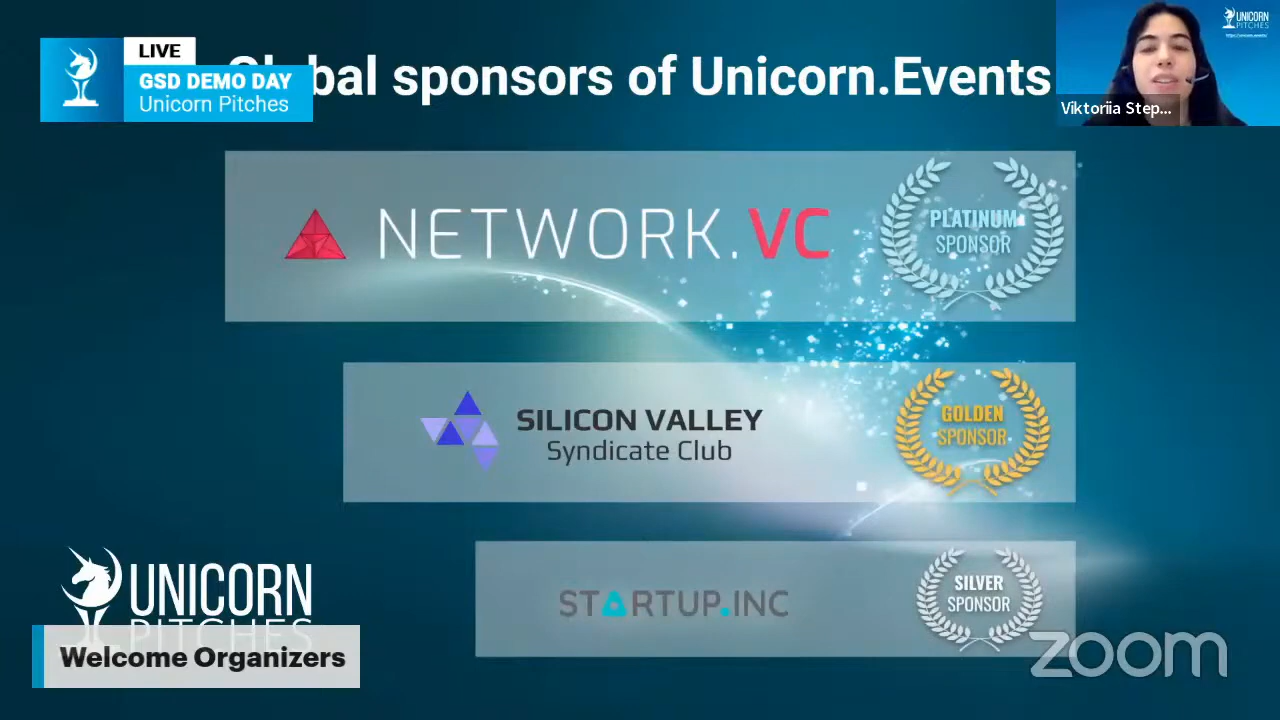 LIVE
GSD DEMO DAY
Unicorn Pitches
bal sponsors of Unicorn.Events
UNICORN
PITCHES
Viktoriia Step...
NETWORK.VC
PLATINUM
SPONSOR
SILICON VALLEY
Syndicate Club
GOLDEN
SPONSOR
STARTUP.INC
SILVER
SPONSOR
UNICORN
PITCHES
Welcome Organizers
zoom